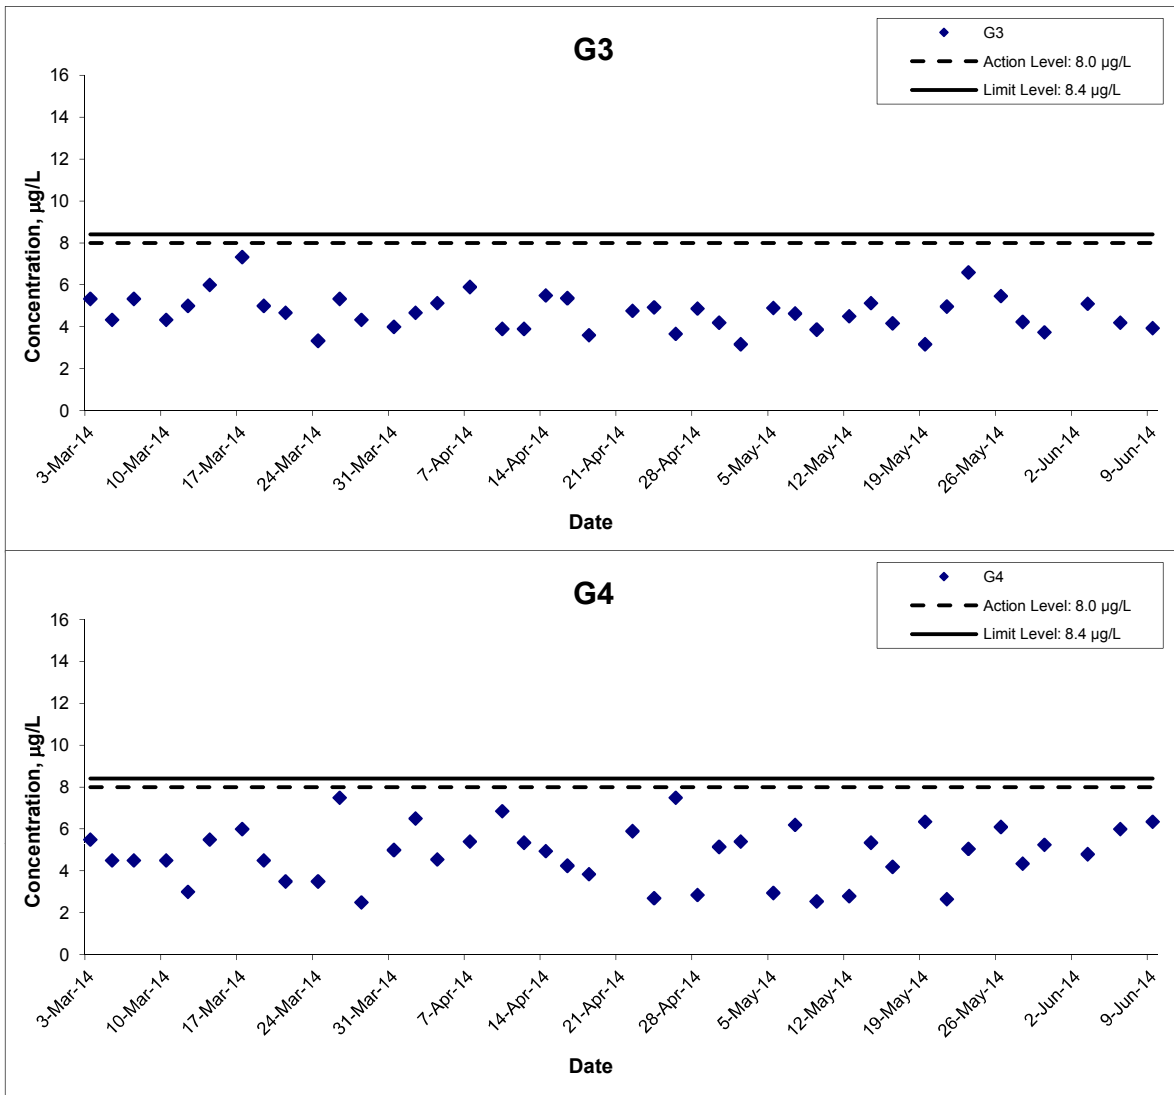 G3
G3
Action Level: 8.0 µg/L
Limit Level: 8.4 µg/L
Concentration, µg/L
16
14
12
10
8
6
4
2
0
3-Mar-14
10-Mar-14
17-Mar-14
24-Mar-14
31-Mar-14
7-Apr-14
14-Apr-14
21-Apr-14
28-Apr-14
5-May-14
12-May-14
19-May-14
26-May-14
2-Jun-14
9-Jun-14
Date
G4
G4
Action Level: 8.0 µg/L
Limit Level: 8.4 µg/L
Concentration, µg/L
16
14
12
10
8
6
4
2
0
3-Mar-14
10-Mar-14
17-Mar-14
24-Mar-14
31-Mar-14
7-Apr-14
14-Apr-14
21-Apr-14
28-Apr-14
5-May-14
12-May-14
19-May-14
26-May-14
2-Jun-14
9-Jun-14
Date